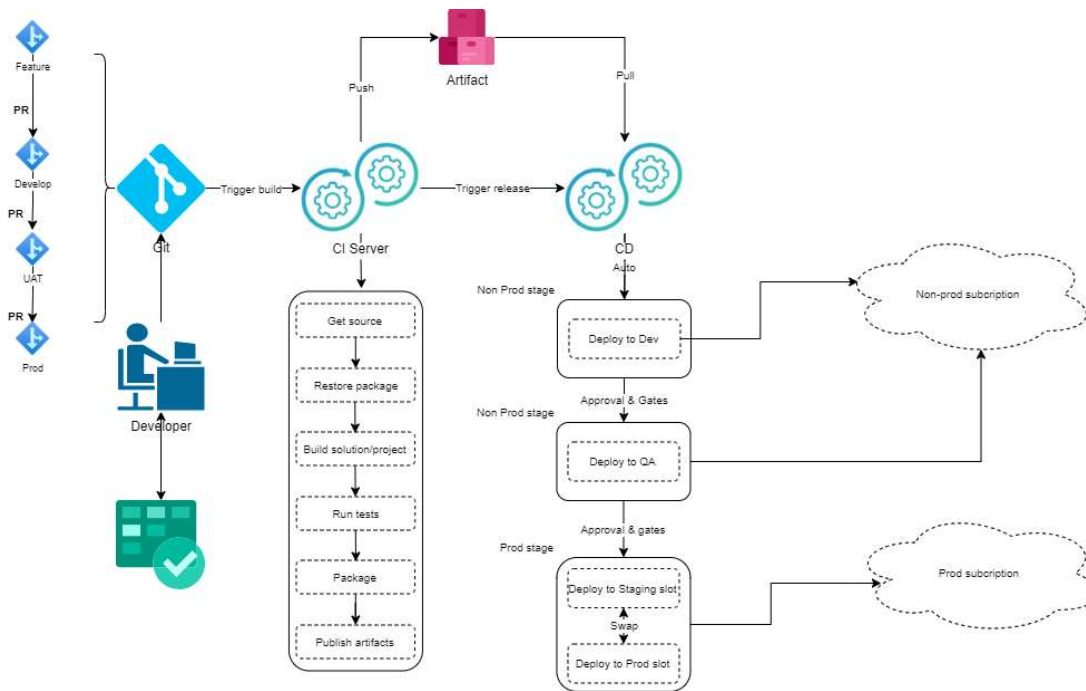 Feature
PR
Develop
PR
UAT
PR
Prod
Git
Developer
Trigger build
Push
Artifact
Pull
CI Server
Trigger release
CD
Auto
Get source
Restore package
Build solution/project
Run tests
Package
Publish artifacts
Non Prod stage
Deploy to Dev
Approval & Gates
Non Prod stage
Deploy to QA
Approval & gates
Prod stage
Deploy to Staging slot
Swap
Deploy to Prod slot
Non-prod subcription
Prod subcription